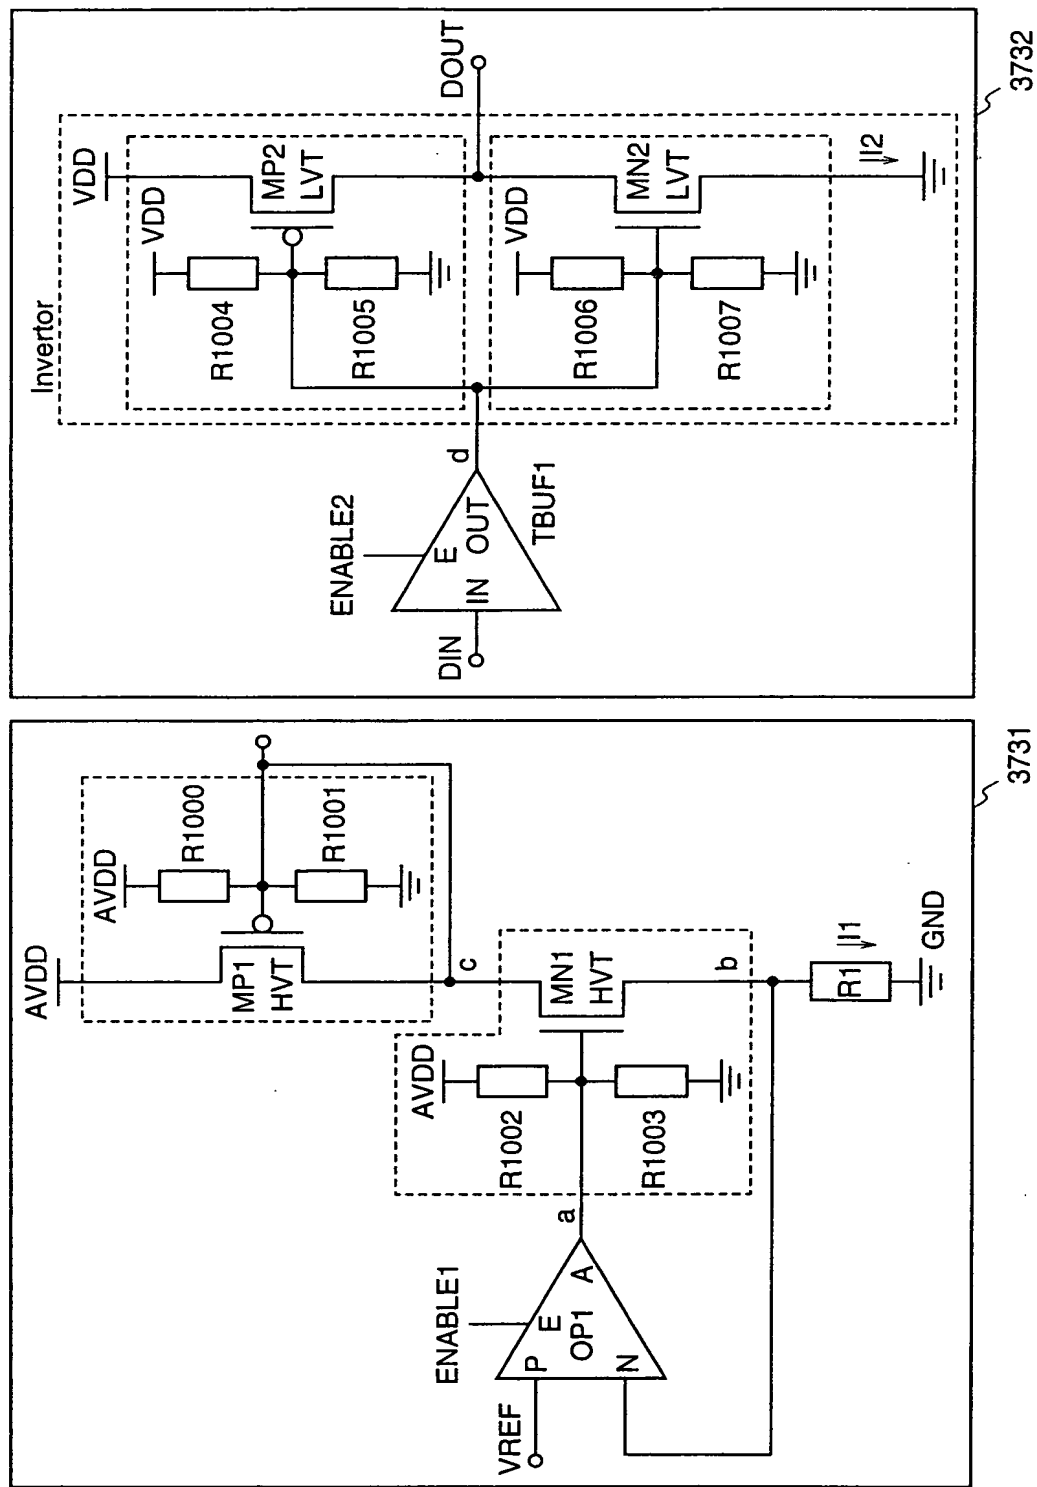 Invertor
VDD
VDD
R1004
R1005
MP2
LVT
DOUT
VDD
R1006
R1007
MN2
LVT
I2
ENABLE2
DIN
IN
E
OUT
d
TBUF1
3732
AVDD
AVDD
R1000
R1001
MP1
HVT
c
AVDD
R1002
R1003
MN1
HVT
b
a
ENABLE1
VREF
P
E
A
OP1
N
R1
I1
GND
3731